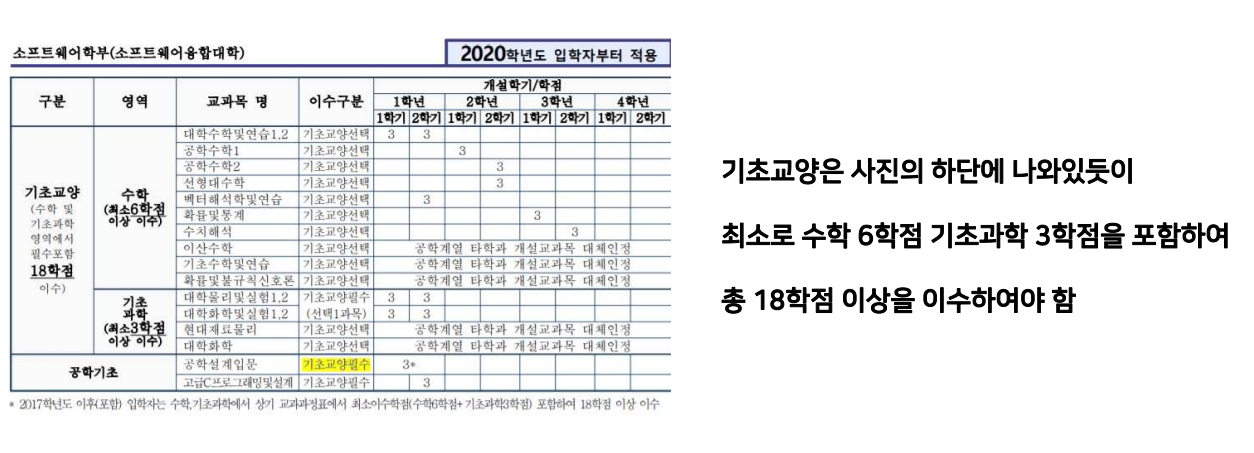 소프트웨어학부(소프트웨어융합대학)
2020학년도 입학자부터 적용
구분 영역 교과목 명 이수구분 개설학기/학점
1학년 2학년 3학년 4학년
1학기 2학기 1학기 2학기 1학기 2학기 1학기 2학기
기초교양
(수학 및
기초과학
영역에서
필수포함
18학점
이수)
수학
(최소6학점
이상 이수)
대학수학및연습1,2 기초교양선택 3 3
공학수학1 기초교양선택 3
공학수학2 기초교양선택 3
선형대수학 기초교양선택 3
벡터해석학및연습 기초교양선택 3
확률및통계 기초교양선택 3
수치해석 기초교양선택 3
이산수학 기초교양선택 공학계열 타학과 개설교과목 대체인정
기초수학및연습 기초교양선택 공학계열 타학과 개설교과목 대체인정
확률및불규칙신호론 기초교양선택 공학계열 타학과 개설교과목 대체인정
기초
과학
(최소3학점
이상 이수)
대학물리및실험1,2 기초교양필수 3 3
대학화학및실험1,2 (선택1과목) 3 3
현대재료물리 기초교양선택 공학계열 타학과 개설교과목 대체인정
대학화학 기초교양선택 공학계열 타학과 개설교과목 대체인정
공학기초
공학설계입문 기초교양필수 3*
고급C프로그래밍및설계 기초교양필수 3
* 2017학년도 이후(포함) 입학자는 수학,기초과학에서 상기 교과과정표에서 최소이수학점(수학6학점+기초과학3학점) 포함하여 18학점 이상 이수
기초교양은 사진의 하단에 나와있듯이
최소로 수학 6학점 기초과학 3학점을 포함하여
총 18학점 이상을 이수하여야 함